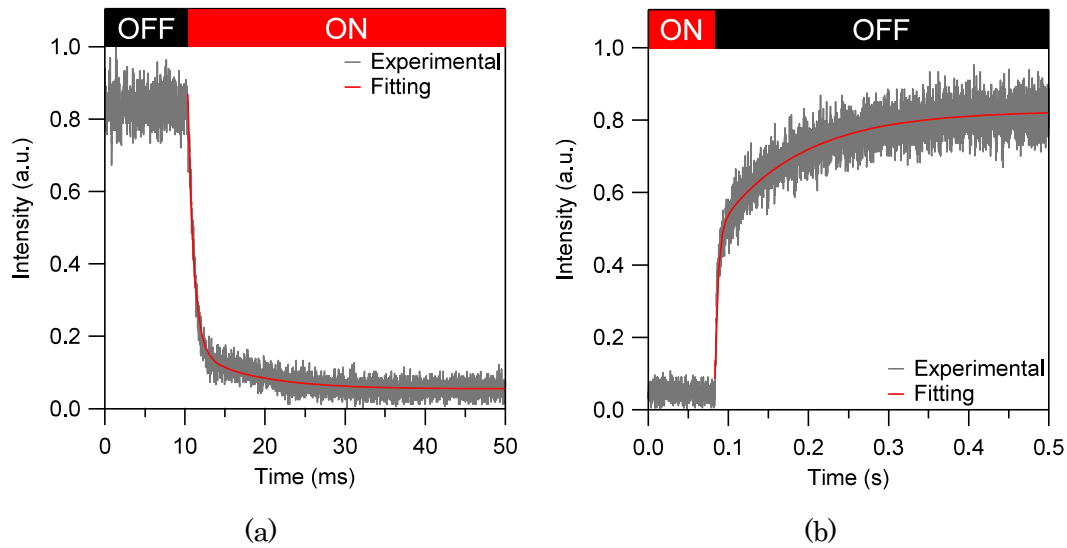 OFF ON
1.0
0.8
0.6
0.4
0.2
0.0
Intensity (a.u.)
Experimental
Fitting
0 10 20 30 40 50
Time (ms)
(a)
ON OFF
1.0
0.8
0.6
0.4
0.2
0.0
Intensity (a.u.)
Experimental
Fitting
0.0 0.1 0.2 0.3 0.4 0.5
Time (s)
(b)